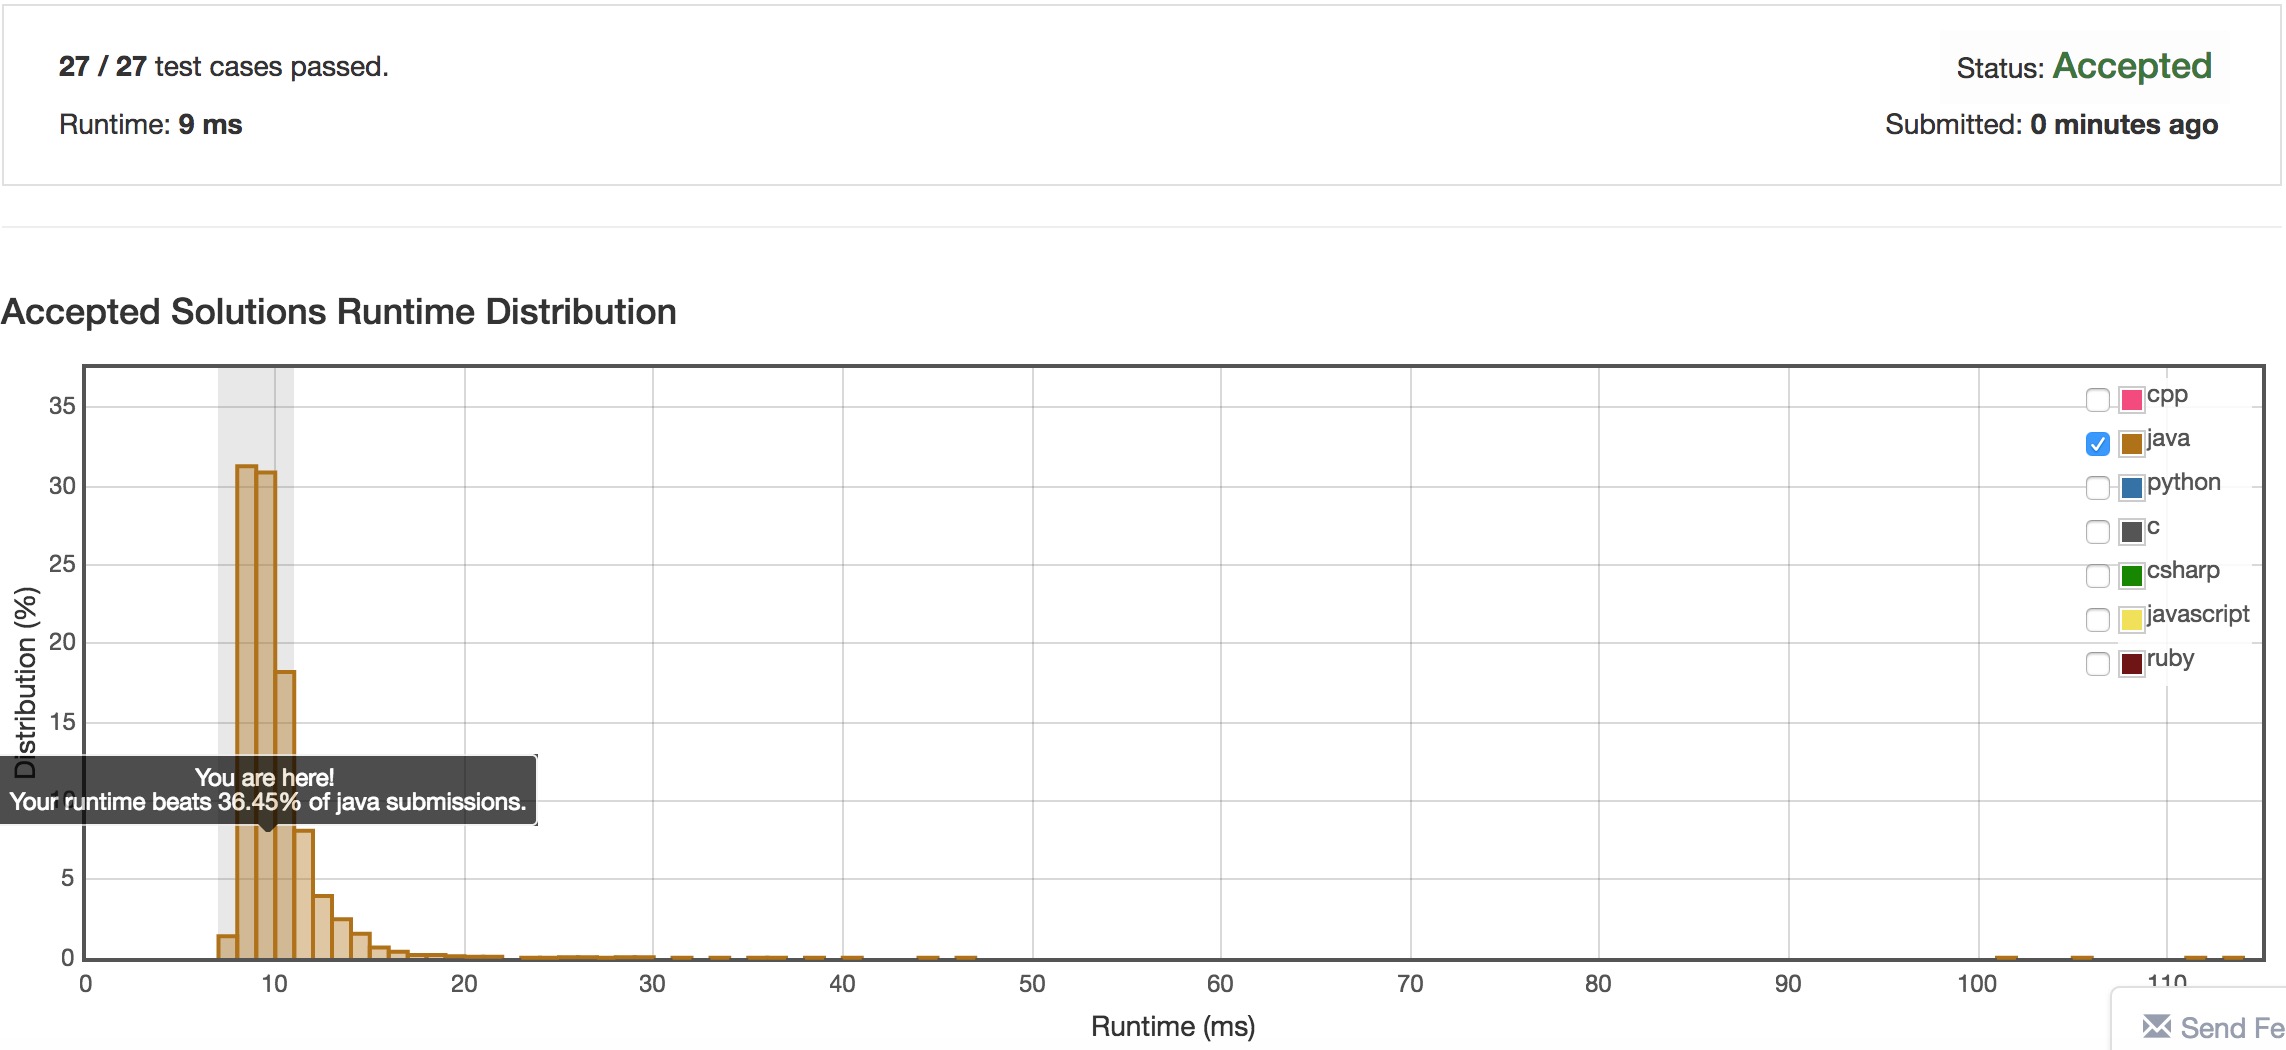 27 / 27 test cases passed.
Status: Accepted
Runtime: 9 ms
Submitted: 0 minutes ago
Accepted Solutions Runtime Distribution
35
30
25
20
15
10
5
0
Distribution (%)
cpp
java
python
c
csharp
javascript
ruby
You are here!
Your runtime beats 36.45% of java submissions.
0 10 20 30 40 50 60 70 80 90 100 110
Runtime (ms)
Send Fe